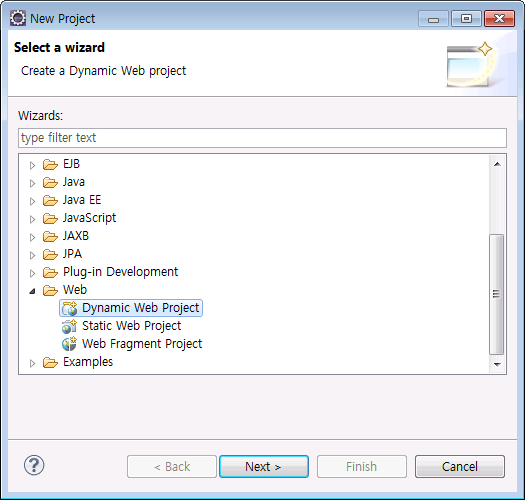 New Project
Select a wizard
Create a Dynamic Web project
Wizards:
type filter text
EJB
Java
Java EE
JavaScript
JAXB
JPA
Plug-in Development
Web
Dynamic Web Project
Static Web Project
Web Fragment Project
Examples
?
< Back Next > Finish Cancel